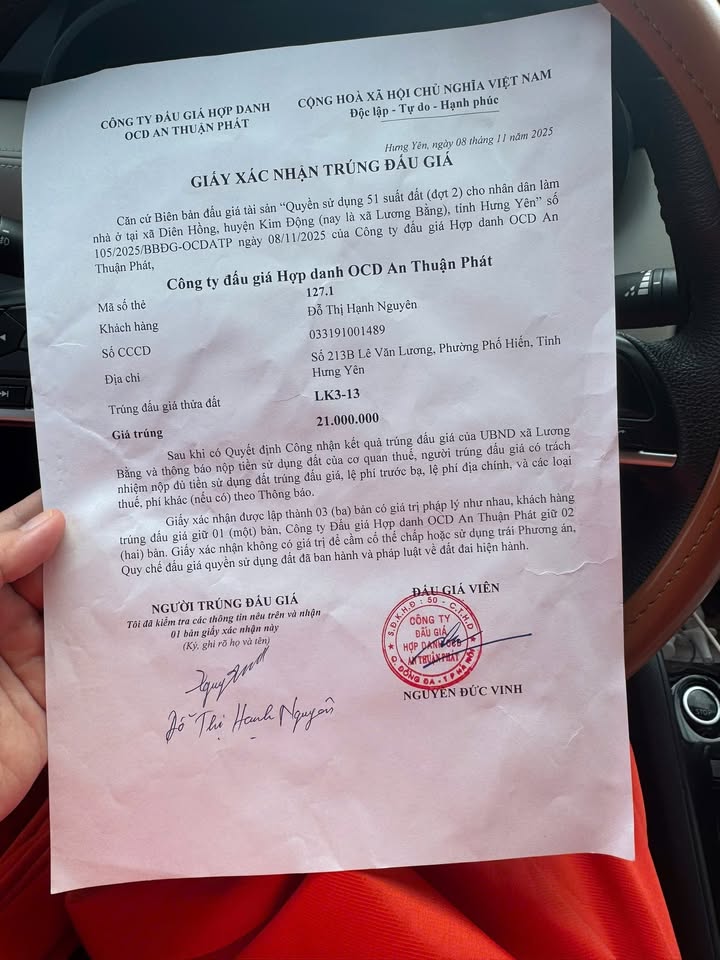 CÔNG TY ĐẤU GIÁ HỢP DANH
OCD AN THUẬN PHÁT
CỘNG HOÀ XÃ HỘI CHỦ NGHĨA VIỆT NAM
Độc lập - Tự do - Hạnh phúc
Hưng Yên, ngày 08 tháng 11 năm 2025
GIẤY XÁC NHẬN TRÚNG ĐẤU GIÁ
Căn cứ Biên bản đấu giá tài sản “Quyền sử dụng 51 suất đất (đợt 2) cho nhân dân làm
nhà ở tại xã Diên Hồng, huyện Kim Động (nay là xã Lương Bằng), tỉnh Hưng Yên” số
105/2025/BBĐG-OCDATP ngày 08/11/2025 của Công ty đấu giá Hợp danh OCD An
Thuận Phát,
Công ty đấu giá Hợp danh OCD An Thuận Phát
Mã số thẻ 127.1
Khách hàng Đỗ Thị Hạnh Nguyên
Số CCCD 033191001489
Địa chỉ Số 213B Lê Văn Lương, Phường Phố Hiến, Tỉnh
Hưng Yên
Trúng đấu giá thửa đất LK3-13
Giá trúng 21.000.000
Sau khi có Quyết định Công nhận kết quả trúng đấu giá của UBND xã Lương
Bằng và thông báo nộp tiền sử dụng đất của cơ quan thuế, người trúng đấu giá có trách
nhiệm nộp đủ tiền sử dụng đất trúng đấu giá, lệ phí trước bạ, lệ phí địa chính, và các loại
thuế, phí khác (nếu có) theo Thông báo.
Giấy xác nhận được lập thành 03 (ba) bản có giá trị pháp lý như nhau, khách hàng
trúng đấu giá giữ 01 (một) bản, Công ty Đấu giá Hợp danh OCD An Thuận Phát giữ 02
(hai) bản. Giấy xác nhận không có giá trị để cầm cố thế chấp hoặc sử dụng trái Phương án,
Quy chế đấu giá quyền sử dụng đất đã ban hành và pháp luật về đất đai hiện hành.
NGƯỜI TRÚNG ĐẤU GIÁ
Tôi đã kiểm tra các thông tin nêu trên và nhận
01 bản giấy xác nhận này
(Ký, ghi rõ họ và tên)
Đỗ Thị Hạnh Nguyên
ĐẤU GIÁ VIÊN
S.Đ.K.H.Đ: 50 - C.T.H.D
CÔNG TY
ĐẤU GIÁ
HỢP DANH OCD
AN THUẬN PHÁT
Q. ĐỐNG ĐA - T.P HÀ NỘI
NGUYỄN ĐỨC VINH
STOP